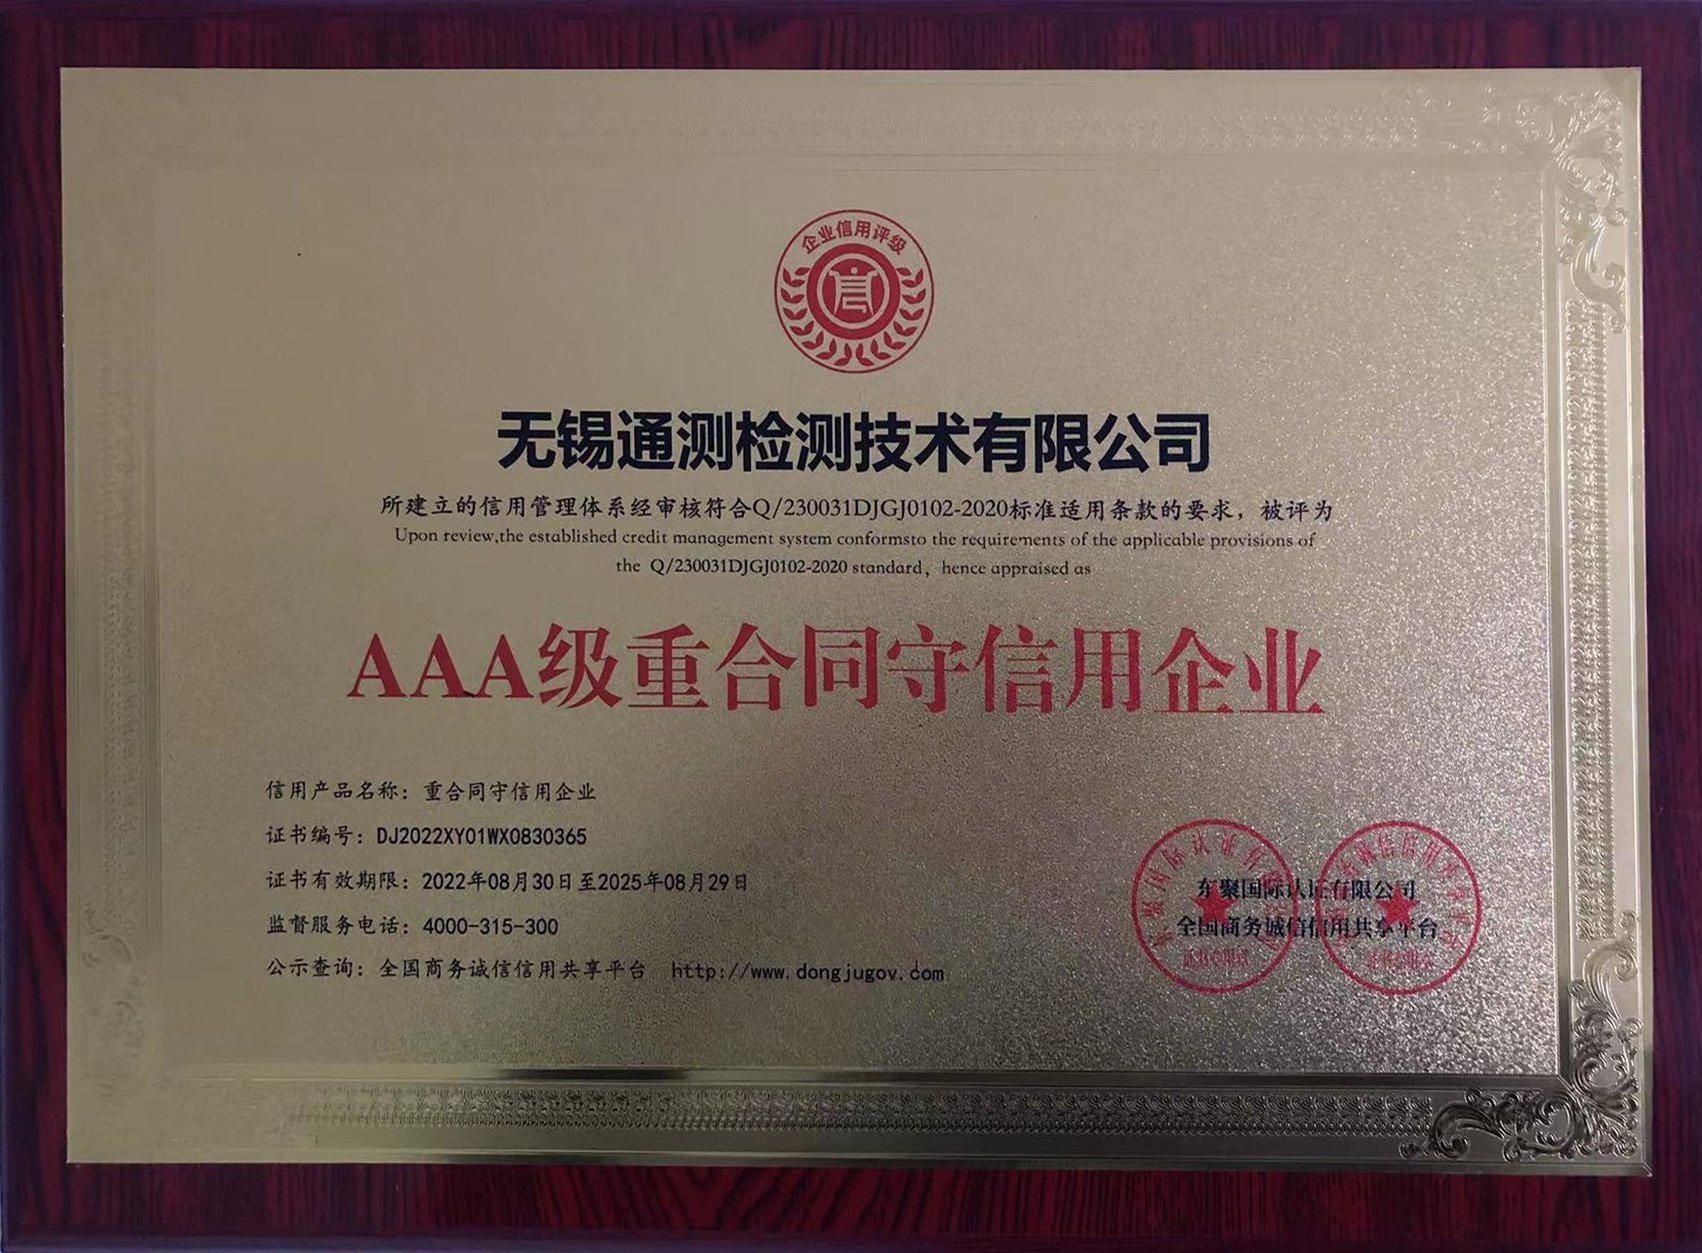 企业信用评级
信
无锡通测检测技术有限公司
所建立的信用管理体系经审核符合Q/230031DJGJ0102-2020标准适用条款的要求，被评为
Upon review,the established credit management system conformsto the requirements of the applicable provisions of
the Q/230031DJGJ0102-2020 standard, hence appraised as
AAA级重合同守信用企业
信用产品名称：重合同守信用企业
证书编号：DJ2022XY01WX0830365
证书有效期限：2022年08月30日至2025年08月29日
监督服务电话：4000-315-300
公示查询：全国商务诚信信用共享平台 http://www.dongjugov.com
东聚国际认证有限公司
全国商务诚信信用共享平台